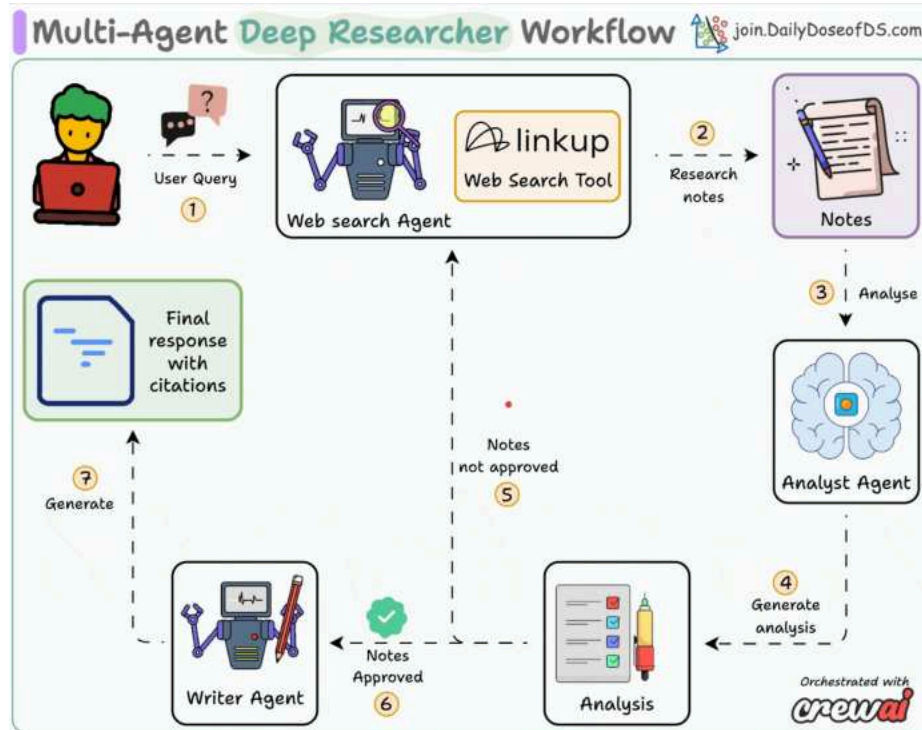 Multi-Agent Deep Researcher Workflow
join.DailyDoseofDS.com
?
User Query
1
linkup
Web Search Tool
Web search Agent
2
Research
notes
Notes
3
Analyse
Final
response
with
citations
Analyst Agent
Notes
not approved
5
7
Generate
4
Generate
analysis
Writer Agent
Notes
Approved
6
Analysis
Orchestrated with
crewai